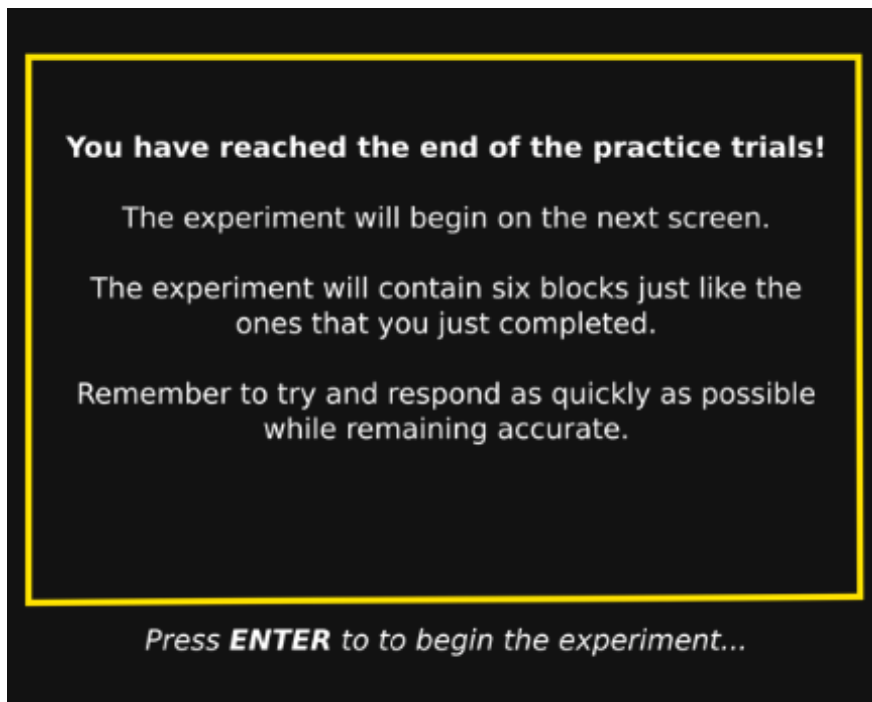 You have reached the end of the practice trials!
The experiment will begin on the next screen.
The experiment will contain six blocks just like the
ones that you just completed.
Remember to try and respond as quickly as possible
while remaining accurate.
Press ENTER to to begin the experiment...